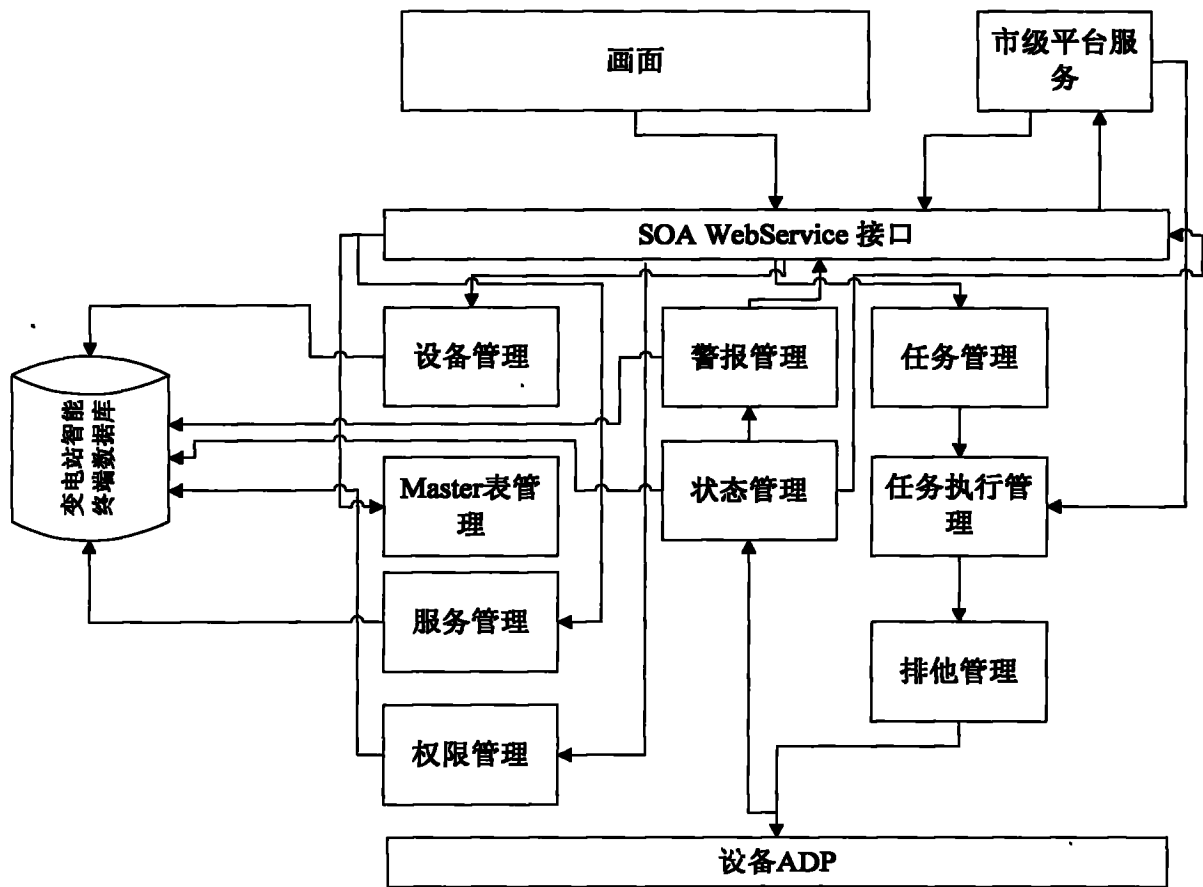 画面
市级平台服
务
SOA WebService 接口
设备管理
警报管理
任务管理
变电站智能
终端数据库
Master表管
理
状态管理
任务执行管
理
服务管理
排他管理
权限管理
设备ADP